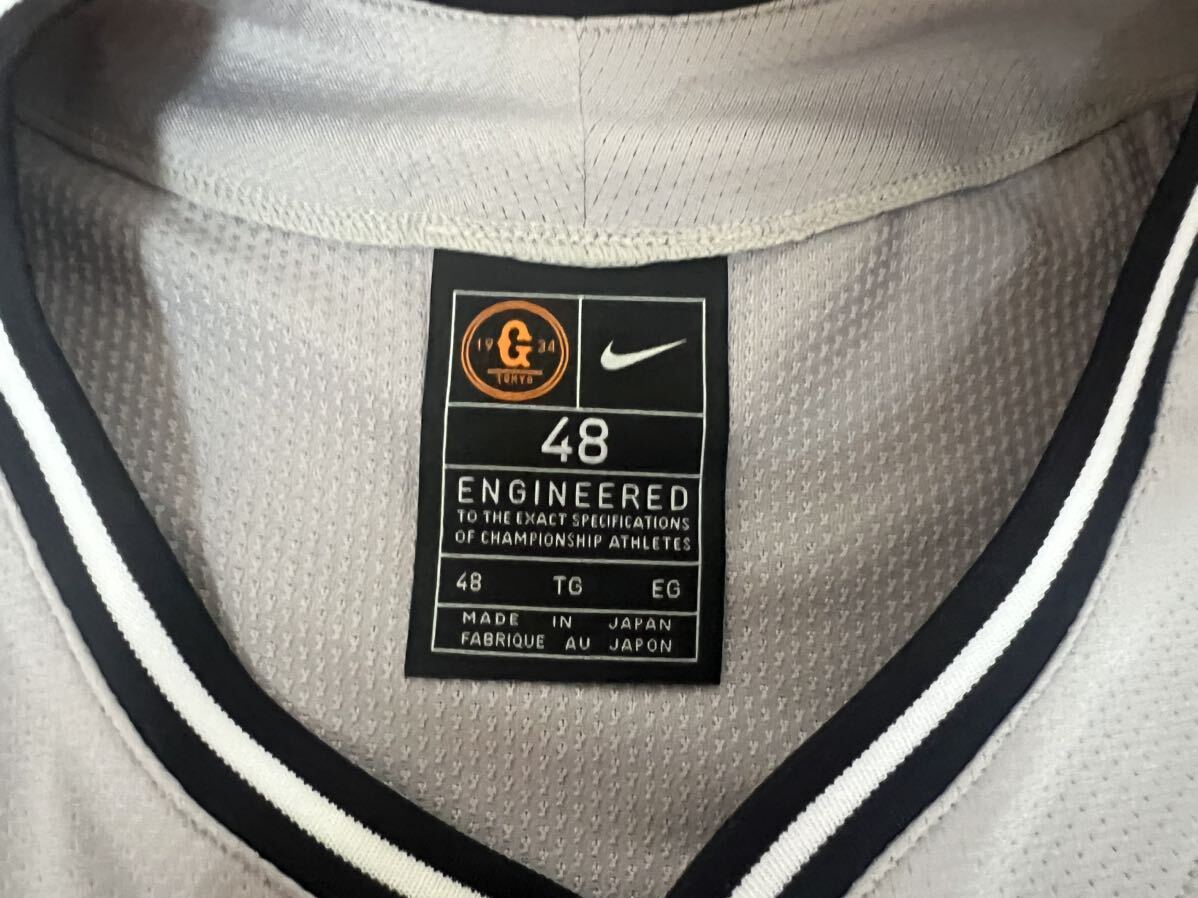 19 G 34
TOKYO
48
ENGINEERED
TO THE EXACT SPECIFICATIONS
OF CHAMPIONSHIP ATHLETES
48 TG EG
MADE IN JAPAN
FABRIQUE AU JAPON